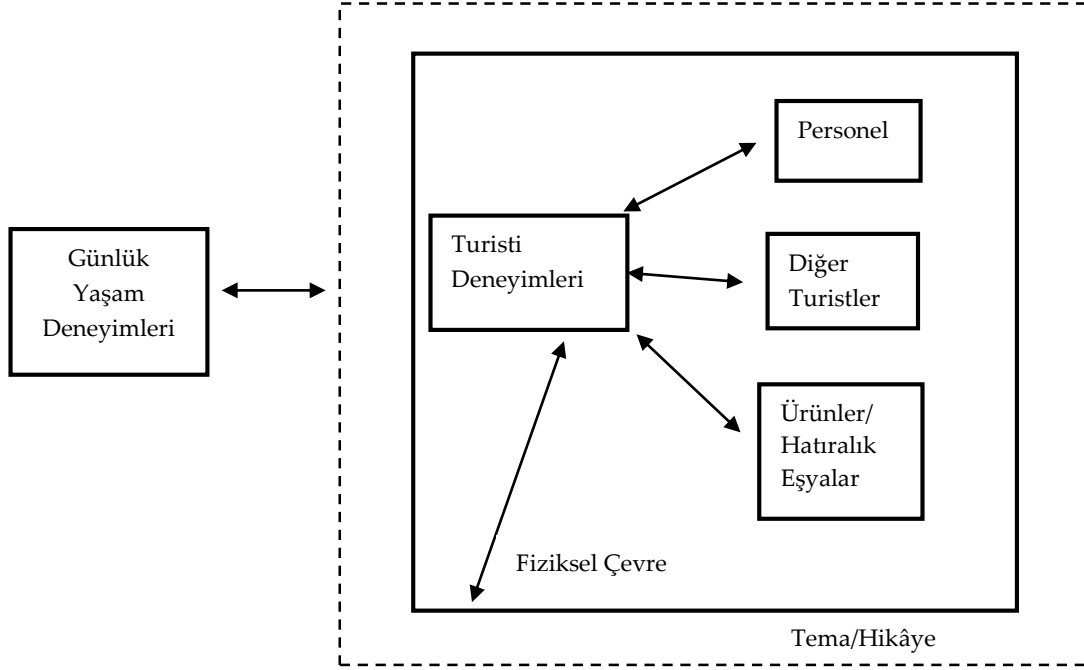 Günlük
Yaşam
Deneyimleri
Turisti
Deneyimleri
Personel
Diğer
Turistler
Ürünler/
Hatıralık
Eşyalar
Fiziksel Çevre
Tema/Hikâye